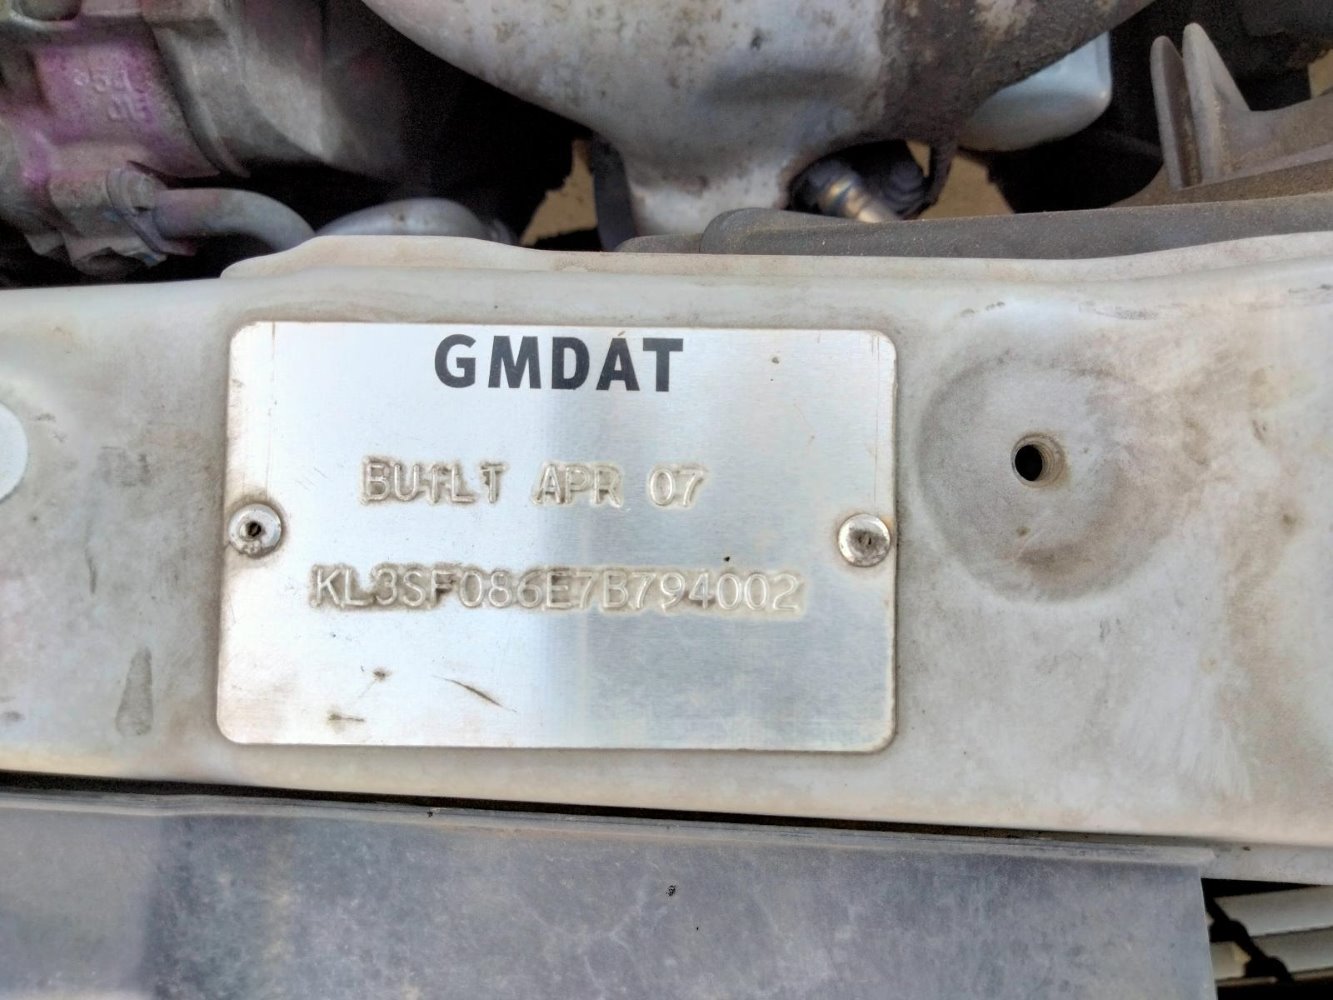 GMDAT
BUILT APR 07
KL3SF086E7B794002